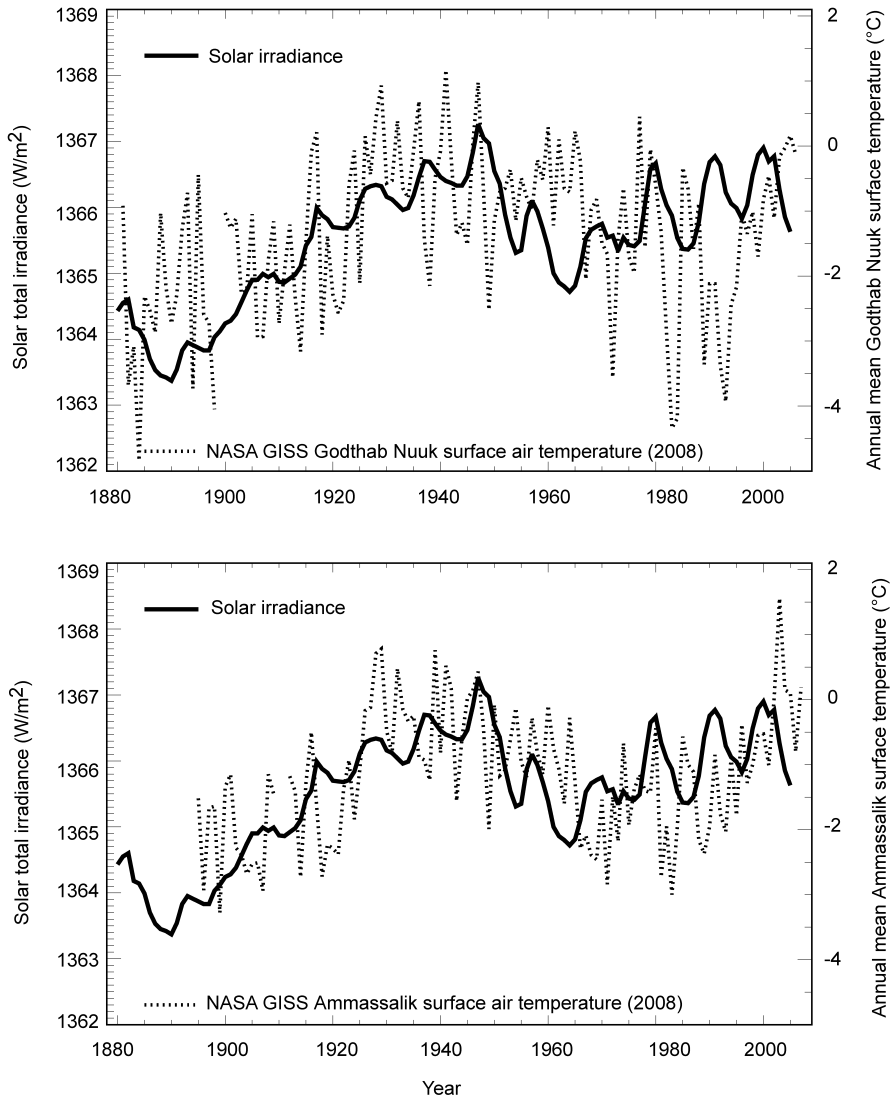 1369
1368
1367
1366
1365
1364
1363
1362
Solar total irradiance (W/m2)
Solar irradiance
NASA GISS Godthab Nuuk surface air temperature (2008)
2
0
-2
-4
Annual mean Godthab Nuuk surface temperature (°C)
1880 1900 1920 1940 1960 1980 2000
1369
1368
1367
1366
1365
1364
1363
1362
Solar total irradiance (W/m2)
Solar irradiance
NASA GISS Ammassalik surface air temperature (2008)
2
0
-2
-4
Annual mean Ammassalik surface temperature (°C)
1880 1900 1920 1940 1960 1980 2000
Year